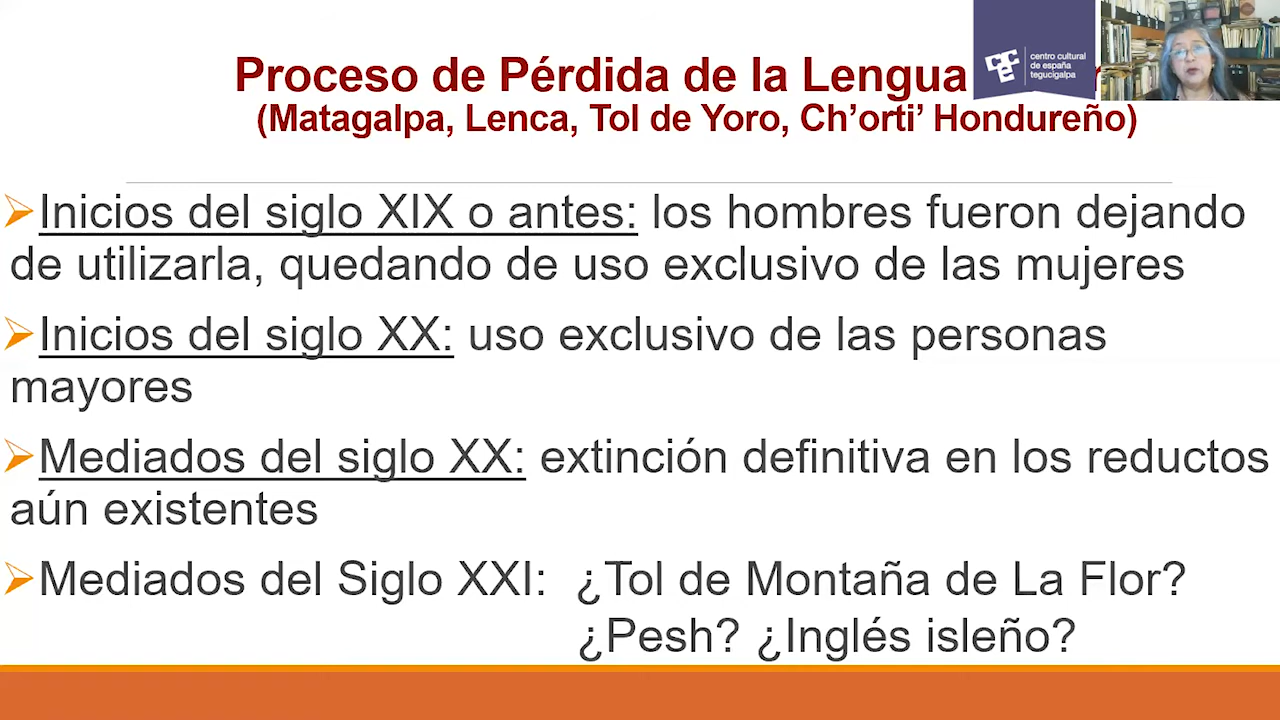 Proceso de Pérdida de la Lengua
(Matagalpa, Lenca, Tol de Yoro, Ch’orti’ Hondureño)
centro cultural
de españa
tegucigalpa
Inicios del siglo XIX o antes: los hombres fueron dejando
de utilizarla, quedando de uso exclusivo de las mujeres
Inicios del siglo XX: uso exclusivo de las personas
mayores
Mediados del siglo XX: extinción definitiva en los reductos
aún existentes
Mediados del Siglo XXI: ¿Tol de Montaña de La Flor?
¿Pesh? ¿Inglés isleño?